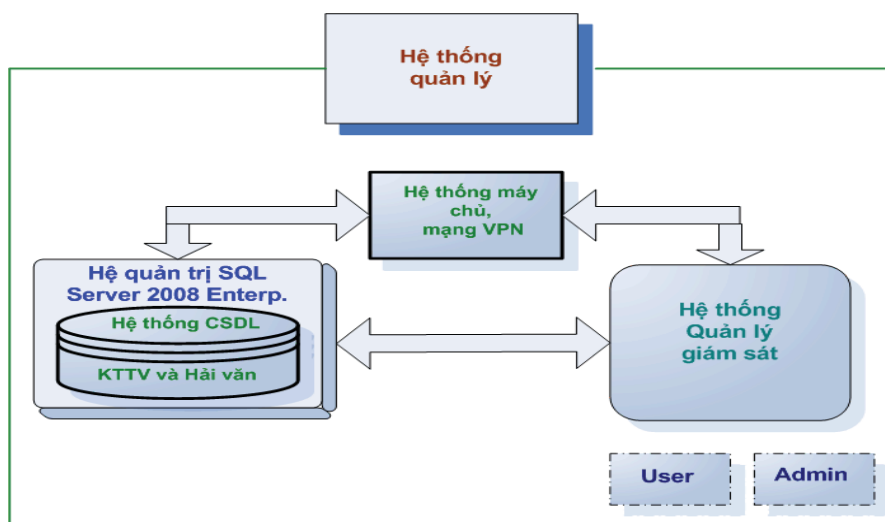 Hệ thống
quản lý
Hệ thống máy
chủ,
mạng VPN
Hệ quản trị SQL
Server 2008 Enterp.
Hệ thống CSDL
KTTV và Hải văn
Hệ thống
Quản lý
giám sát
User
Admin